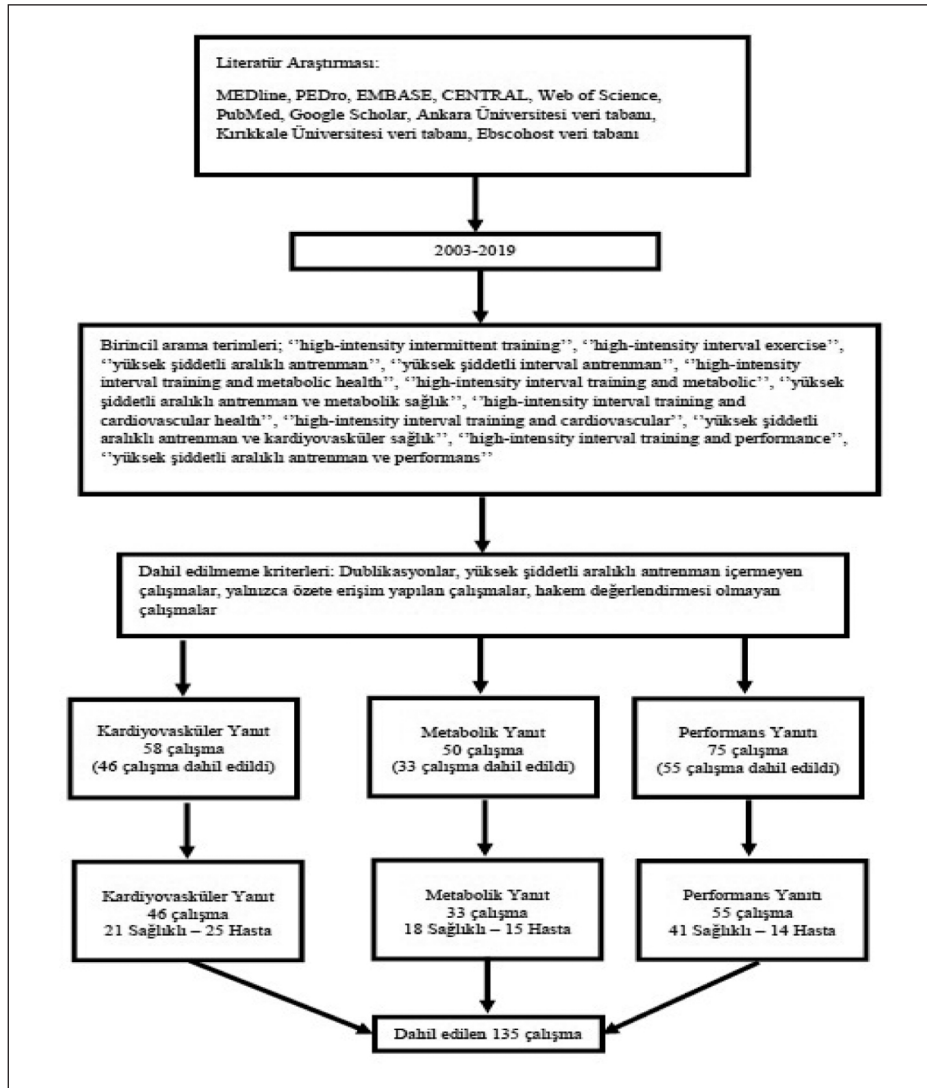 Literatür Araştırması:
MEDline, PEDro, EMBASE, CENTRAL, Web of Science,
PubMed, Google Scholar, Ankara Üniversitesi veri tabanı,
Kırıkkale Üniversitesi veri tabanı, Ebscohost veri tabanı
2003-2019
Birincil arama terimleri; ‘‘high-intensity intermittent training’’, ‘‘high-intensity interval exercise’’,
‘‘yüksek şiddetli aralıklı antrenman’’, ‘‘yüksek şiddetli interval antrenman’’, ‘‘high-intensity
interval training and metabolic health’’, ‘‘high-intensity interval training and metabolic’’, ‘‘yüksek
şiddetli aralıklı antrenman ve metabolik sağlık’’, ‘‘high-intensity interval training and
cardiovascular health’’, ‘‘high-intensity interval training and cardiovascular’’, ‘‘yüksek şiddetli
aralıklı antrenman ve kardiyovasküler sağlık’’, ‘‘high-intensity interval training and performance’’,
‘‘yüksek şiddetli aralıklı antrenman ve performans’’
Dahil edilmeme kriterleri: Dublikasyonlar, yüksek şiddetli aralıklı antrenman içermeyen
çalışmalar, yalnızca özete erişim yapılan çalışmalar, hakem değerlendirmesi olmayan
çalışmalar
Kardiyovasküler Yanıt
58 çalışma
(46 çalışma dahil edildi)
Metabolik Yanıt
50 çalışma
(33 çalışma dahil edildi)
Performans Yanıtı
75 çalışma
(55 çalışma dahil edildi)
Kardiyovasküler Yanıt
46 çalışma
21 Sağlıklı – 25 Hasta
Metabolik Yanıt
33 çalışma
18 Sağlıklı – 15 Hasta
Performans Yanıtı
55 çalışma
41 Sağlıklı – 14 Hasta
Dahil edilen 135 çalışma